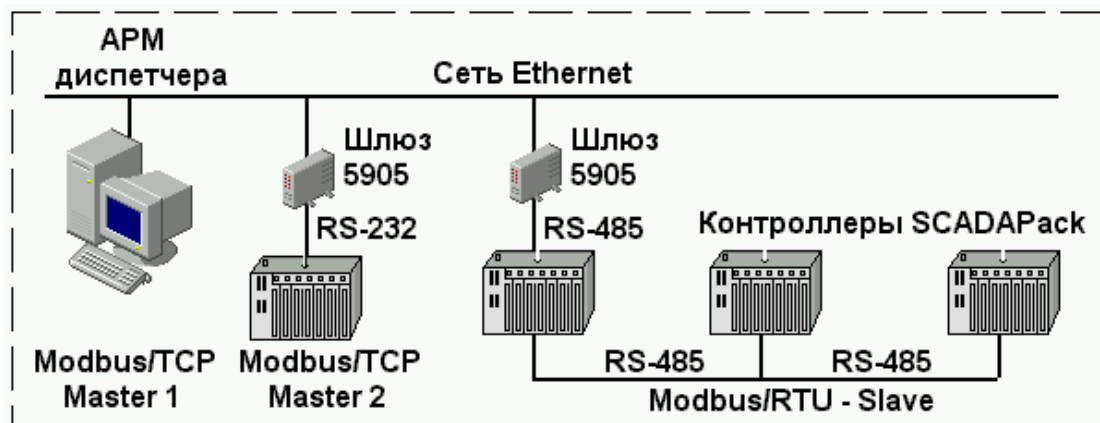 АРМ
диспетчера
Сеть Ethernet
Шлюз
5905
Шлюз
5905
RS-232
RS-485
Контроллеры SCADAPack
Modbus/TCP
Master 1
Modbus/TCP
Master 2
RS-485
RS-485
Modbus/RTU - Slave